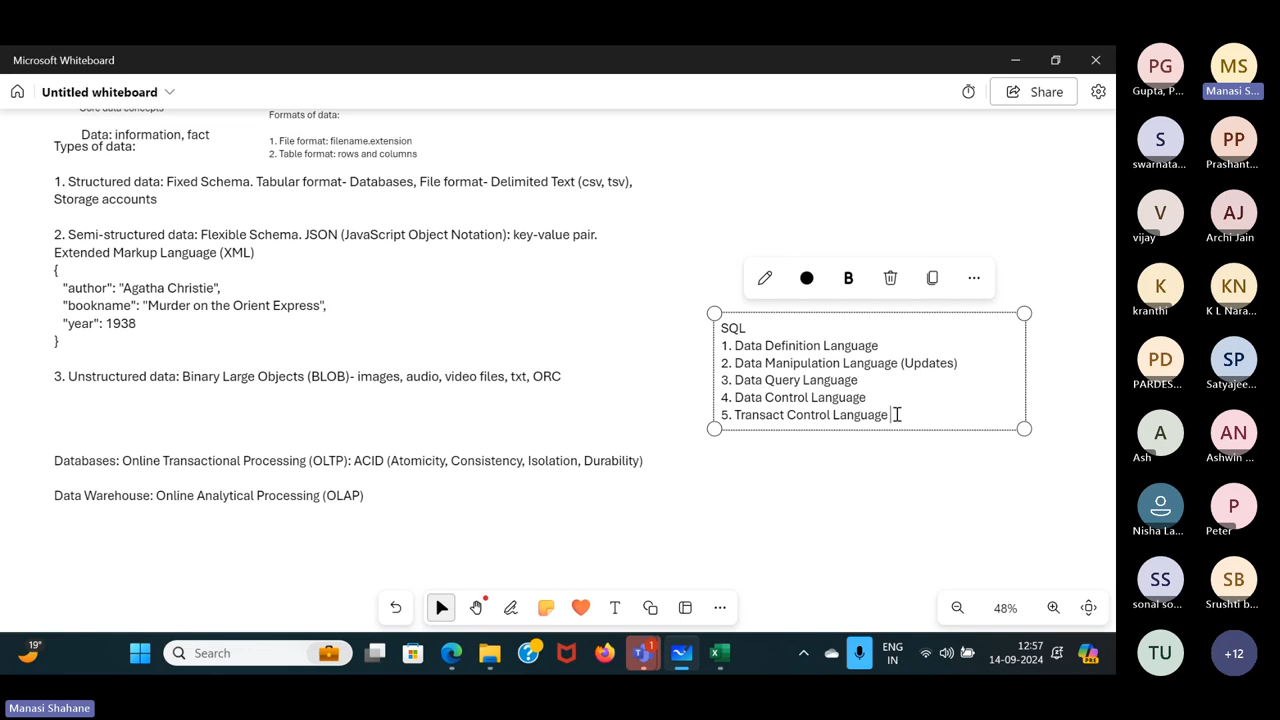 Microsoft Whiteboard
Untitled whiteboard
Share
Core data concepts
Data: information, fact
Types of data:
Formats of data:
1. File format: filename.extension
2. Table format: rows and columns
1. Structured data: Fixed Schema. Tabular format- Databases, File format- Delimited Text (csv, tsv),
Storage accounts
2. Semi-structured data: Flexible Schema. JSON (JavaScript Object Notation): key-value pair.
Extended Markup Language (XML)
{
"author": "Agatha Christie",
"bookname": "Murder on the Orient Express",
"year": 1938
}
3. Unstructured data: Binary Large Objects (BLOB)- images, audio, video files, txt, ORC
Databases: Online Transactional Processing (OLTP): ACID (Atomicity, Consistency, Isolation, Durability)
Data Warehouse: Online Analytical Processing (OLAP)
B
SQL
1. Data Definition Language
2. Data Manipulation Language (Updates)
3. Data Query Language
4. Data Control Language
5. Transact Control Language
T
48%
19°
Search
1
PRE
ENG
IN
12:57
14-09-2024
Manasi Shahane
PG
Gupta, P...
MS
Manasi S...
S
swarnata...
PP
Prashant...
V
vijay
AJ
Archi Jain
K
kranthi
KN
K L Nara...
PD
PARDES...
SP
Satyajee...
A
Ash
AN
Ashwin ...
Nisha La...
P
Peter
SS
sonal so...
SB
Srushti b...
TU
+12